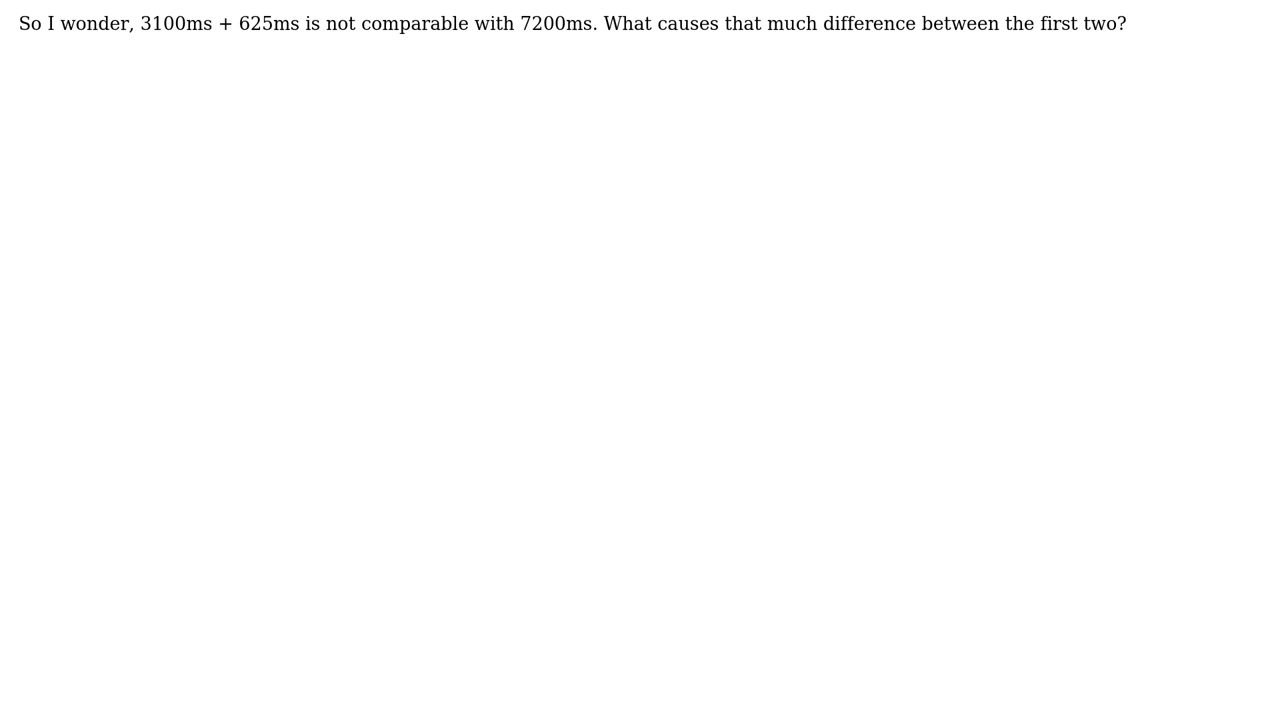 So I wonder, 3100ms + 625ms is not comparable with 7200ms. What causes that much difference between the first two?